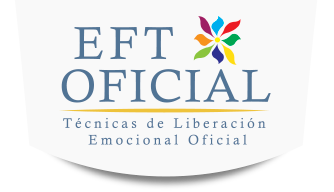 EFT
OFICIAL
Técnicas de Liberación
Emocional Oficial